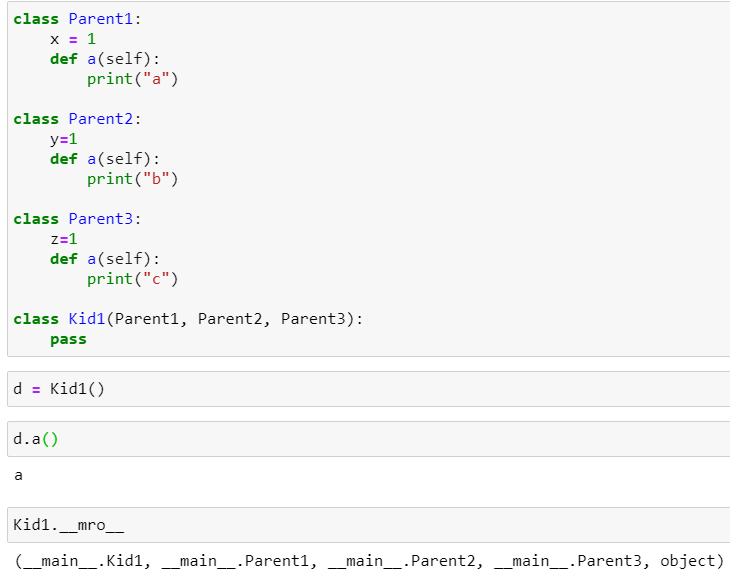 class Parent1:
    x = 1
    def a(self):
        print("a")

class Parent2:
    y=1
    def a(self):
        print("b")

class Parent3:
    z=1
    def a(self):
        print("c")

class Kid1(Parent1, Parent2, Parent3):
    pass

d = Kid1()

d.a()

a

Kid1.__mro__

(__main__.Kid1, __main__.Parent1, __main__.Parent2, __main__.Parent3, object)